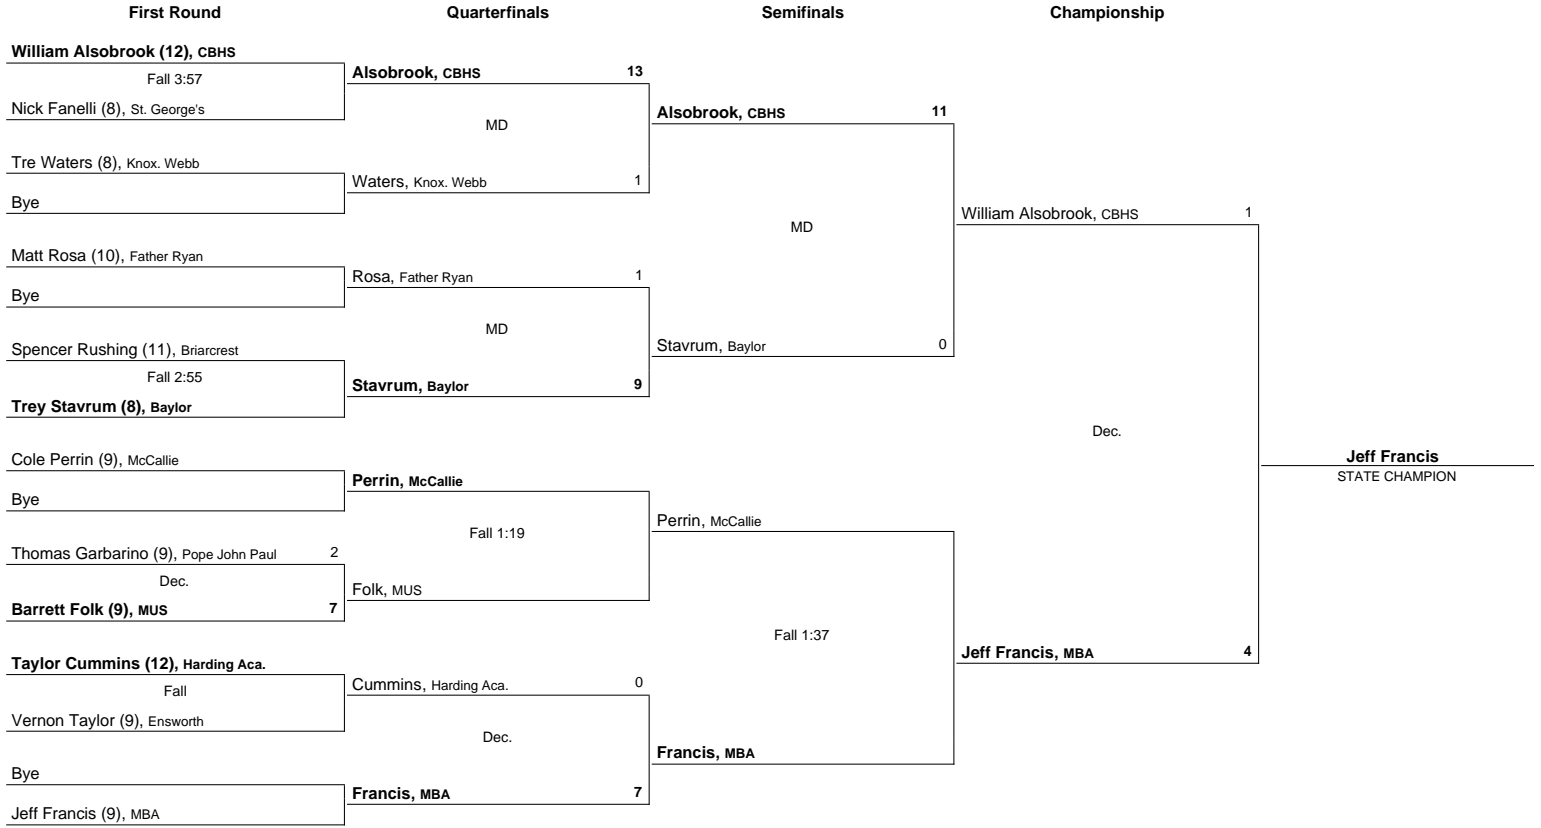 First Round
Quarterfinals
Semifinals
Championship
William Alsobrook (12), CBHS
Fall 3:57
Nick Fanelli (8), St. George's
Tre Waters (8), Knox. Webb
Bye
Matt Rosa (10), Father Ryan
Bye
Spencer Rushing (11), Briarcrest
Fall 2:55
Trey Stavrum (8), Baylor
Cole Perrin (9), McCallie
Bye
Thomas Garbarino (9), Pope John Paul 2
Dec.
Barrett Folk (9), MUS 7
Taylor Cummins (12), Harding Aca.
Fall
Vernon Taylor (9), Ensworth
Bye
Jeff Francis (9), MBA
Alsobrook, CBHS 13
MD
Waters, Knox. Webb 1
Rosa, Father Ryan 1
MD
Stavrum, Baylor 9
Perrin, McCallie
Fall 1:19
Folk, MUS
Cummins, Harding Aca. 0
Dec.
Francis, MBA 7
Alsobrook, CBHS 11
MD
Stavrum, Baylor 0
Perrin, McCallie
Fall 1:37
Francis, MBA
William Alsobrook, CBHS 1
Dec.
Jeff Francis, MBA 4
Jeff Francis
STATE CHAMPION